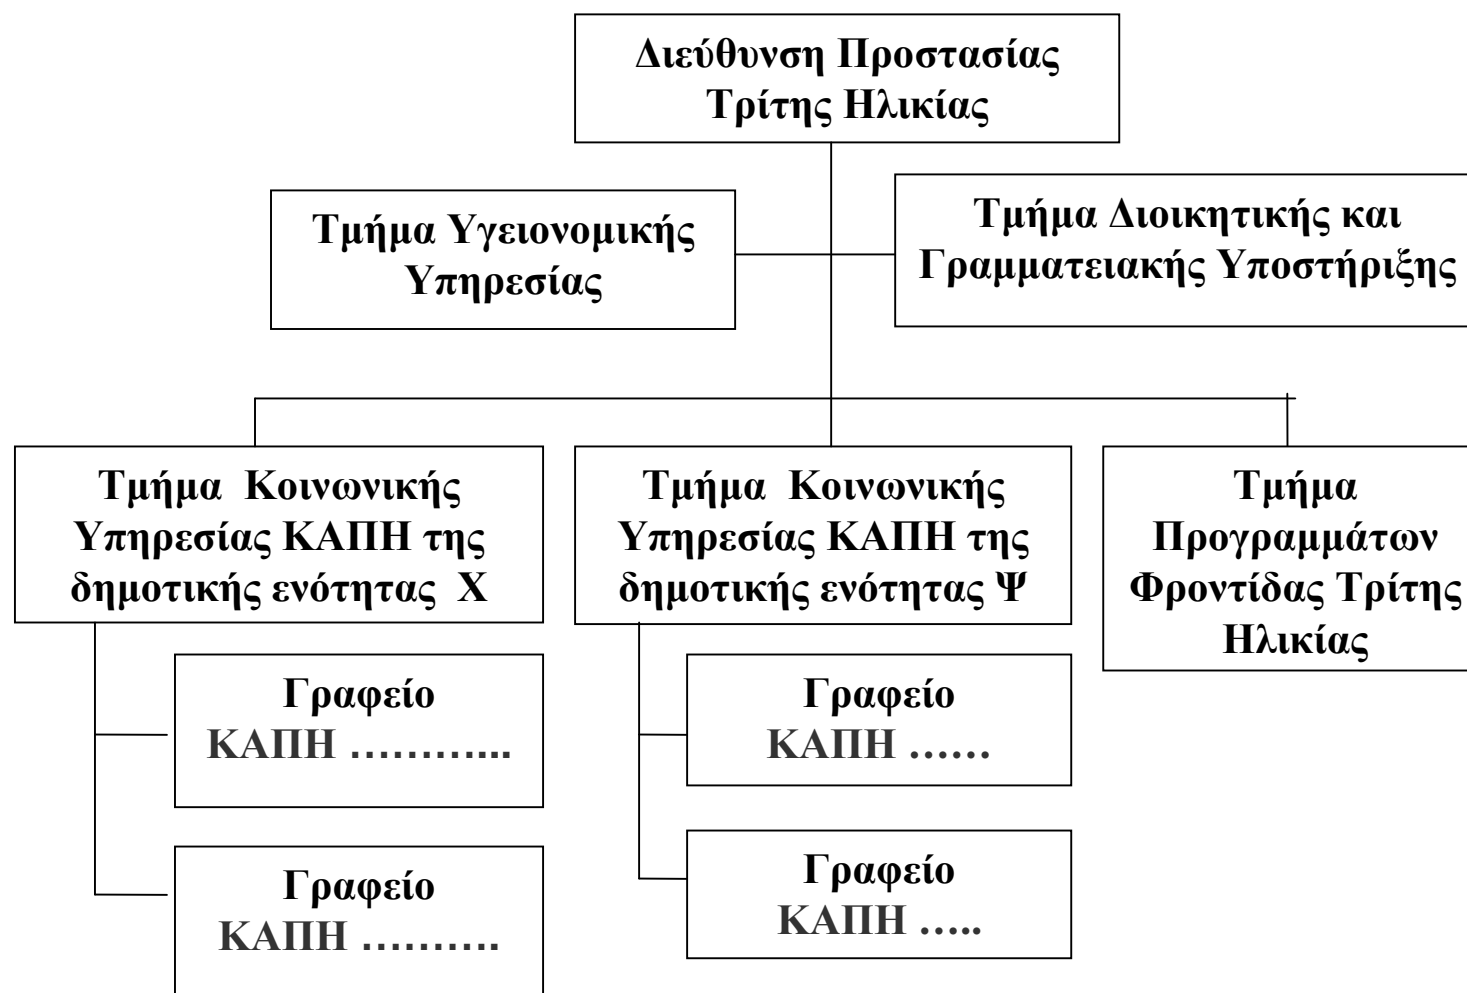 Διεύθυνση Προστασίας
Τρίτης Ηλικίας
Τμήμα Υγειονομικής
Υπηρεσίας
Τμήμα Διοικητικής και
Γραμματειακής Υποστήριξης
Τμήμα Κοινωνικής
Υπηρεσίας ΚΑΠΗ της
δημοτικής ενότητας Χ
Τμήμα Κοινωνικής
Υπηρεσίας ΚΑΠΗ της
δημοτικής ενότητας Ψ
Τμήμα
Προγραμμάτων
Φροντίδας Τρίτης
Ηλικίας
Γραφείο
ΚΑΠΗ ………...
Γραφείο
ΚΑΠΗ ……
Γραφείο
ΚΑΠΗ ……….
Γραφείο
ΚΑΠΗ …..